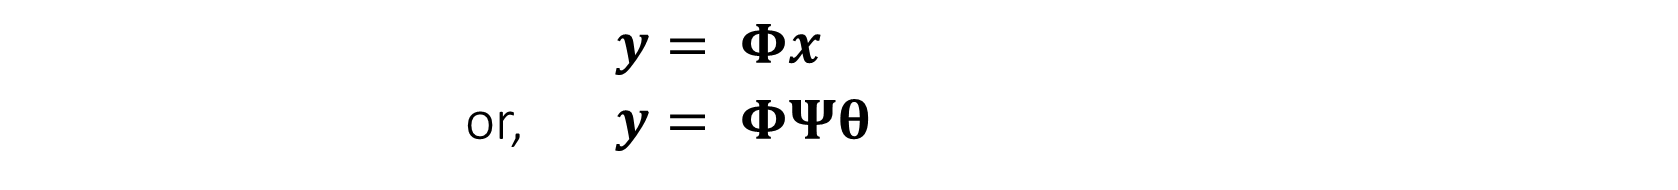 y = Φx
or, y = ΦΨθ